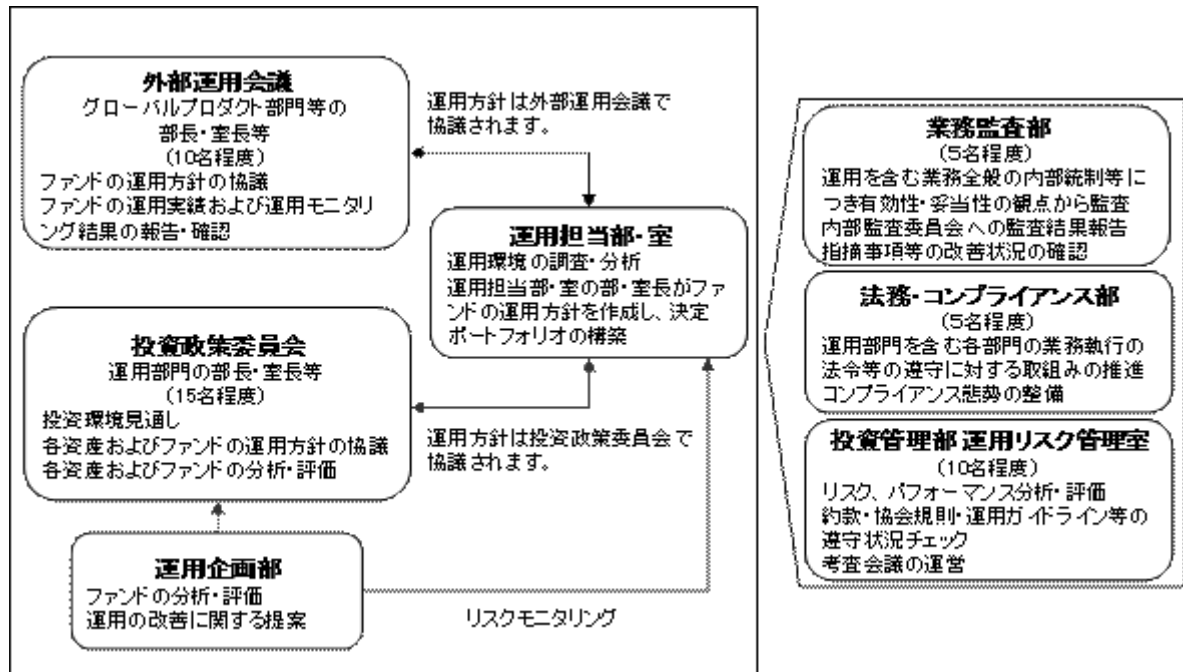 外部運用会議
グローバルプロダクト部門等の
部長・室長等
(10名程度)
ファンドの運用方針の協議
ファンドの運用実績および運用モニタリ
ング結果の報告・確認
運用方針は外部運用会議で
協議されます。
運用担当部・室
運用環境の調査・分析
運用担当部・室の部・室長がファ
ンドの運用方針を作成し、決定
ポートフォリオの構築
投資政策委員会
運用部門の部長・室長等
(15名程度)
投資環境見通し
各資産およびファンドの運用方針の協議
各資産およびファンドの分析・評価
運用方針は投資政策委員会で
協議されます。
運用企画部
ファンドの分析・評価
運用の改善に関する提案
リスクモニタリング
業務監査部
(5名程度)
運用を含む業務全般の内部統制等に
つき有効性・妥当性の観点から監査
内部監査委員会への監査結果報告
指摘事項等の改善状況の確認
法務・コンプライアンス部
(5名程度)
運用部門を含む各部門の業務執行の
法令等の遵守に対する取組みの推進
コンプライアンス態勢の整備
投資管理部 運用リスク管理室
(10名程度)
リスク、パフォーマンス分析・評価
約款・協会規則・運用ガイドライン等の
遵守状況チェック
考査会議の運営